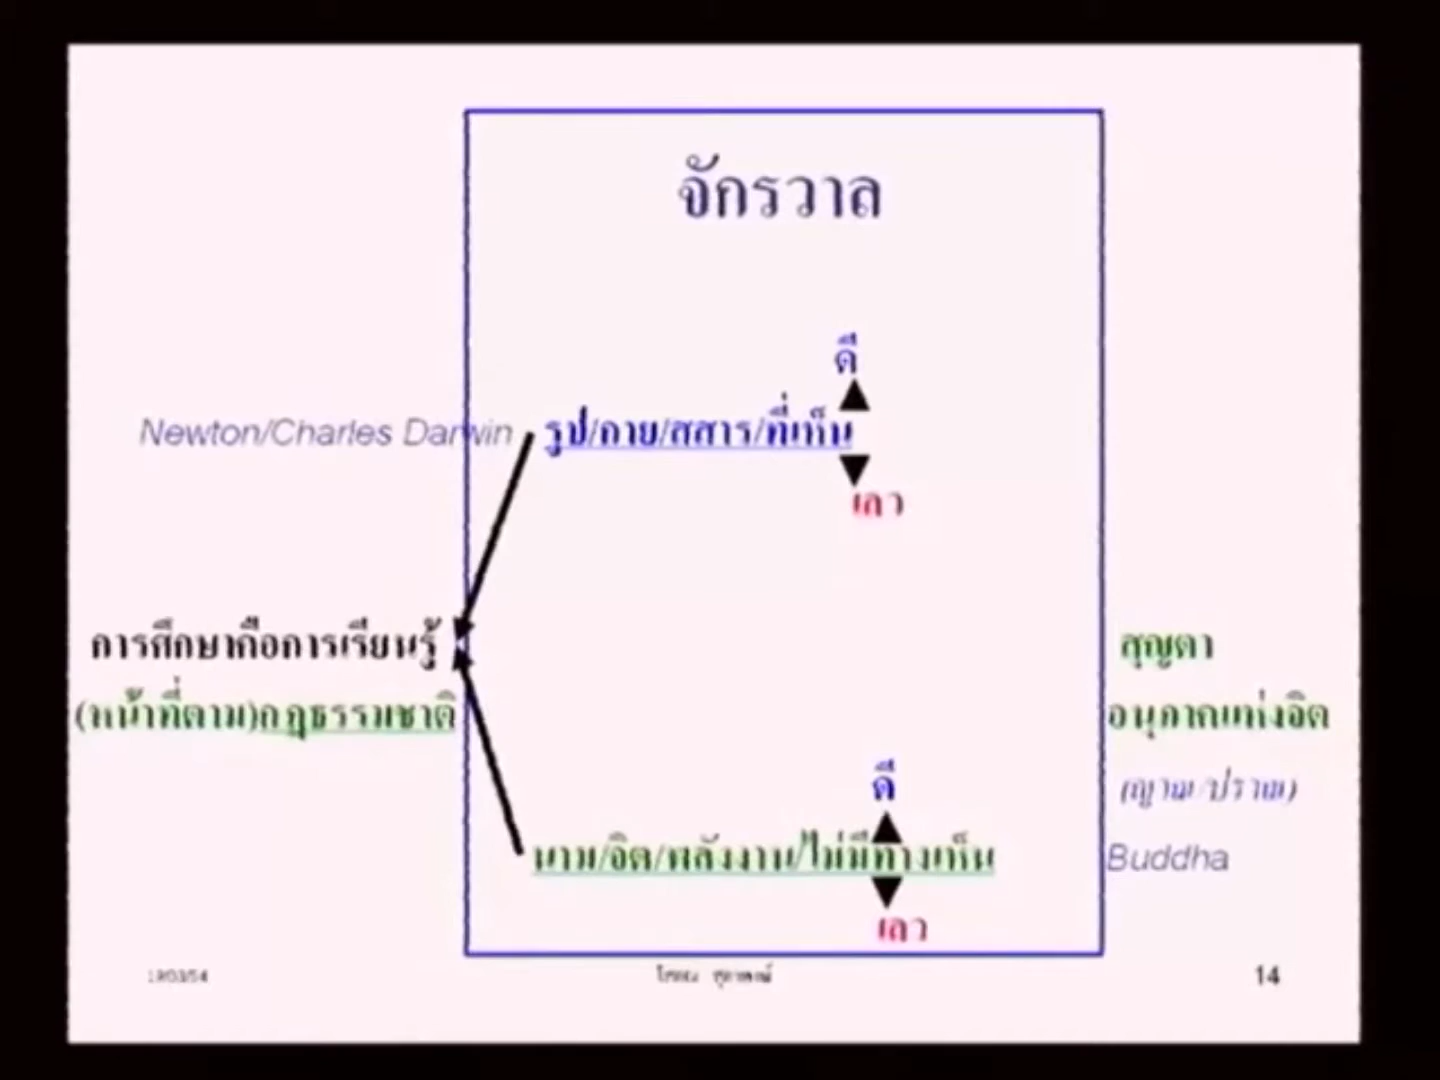 จักรวาล
ดี
Newton/Charles Darwin
รูป/กาย/สสาร/ที่เห็น
เลว
การศึกษาคือการเรียนรู้
สุญตา
(หน้าที่ตาม)กฎธรรมชาติ
อนุภาคแห่งจิต
ดี
(ญาณ/ปราณ)
นาม/จิต/พลังงาน/ไม่มีทางเห็น
Buddha
เลว
14